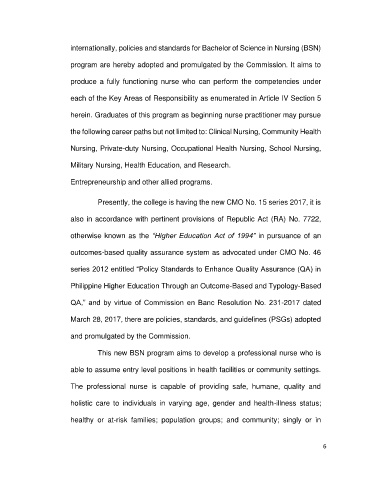 internationally, policies and standards for Bachelor of Science in Nursing (BSN)
program are hereby adopted and promulgated by the Commission. It aims to
produce a fully functioning nurse who can perform the competencies under
each of the Key Areas of Responsibility as enumerated in Article IV Section 5
herein. Graduates of this program as beginning nurse practitioner may pursue
the following career paths but not limited to: Clinical Nursing, Community Health
Nursing, Private-duty Nursing, Occupational Health Nursing, School Nursing,
Military Nursing, Health Education, and Research.
Entrepreneurship and other allied programs.
Presently, the college is having the new CMO No. 15 series 2017, it is
also in accordance with pertinent provisions of Republic Act (RA) No. 7722,
otherwise known as the "Higher Education Act of 1994" in pursuance of an
outcomes-based quality assurance system as advocated under CMO No. 46
series 2012 entitled "Policy Standards to Enhance Quality Assurance (QA) in
Philippine Higher Education Through an Outcome-Based and Typology-Based
QA," and by virtue of Commission en Banc Resolution No. 231-2017 dated
March 28, 2017, there are policies, standards, and guidelines (PSGs) adopted
and promulgated by the Commission.
This new BSN program aims to develop a professional nurse who is
able to assume entry level positions in health facilities or community settings.
The professional nurse is capable of providing safe, humane, quality and
holistic care to individuals in varying age, gender and health-illness status;
healthy or at-risk families; population groups; and community; singly or in
6